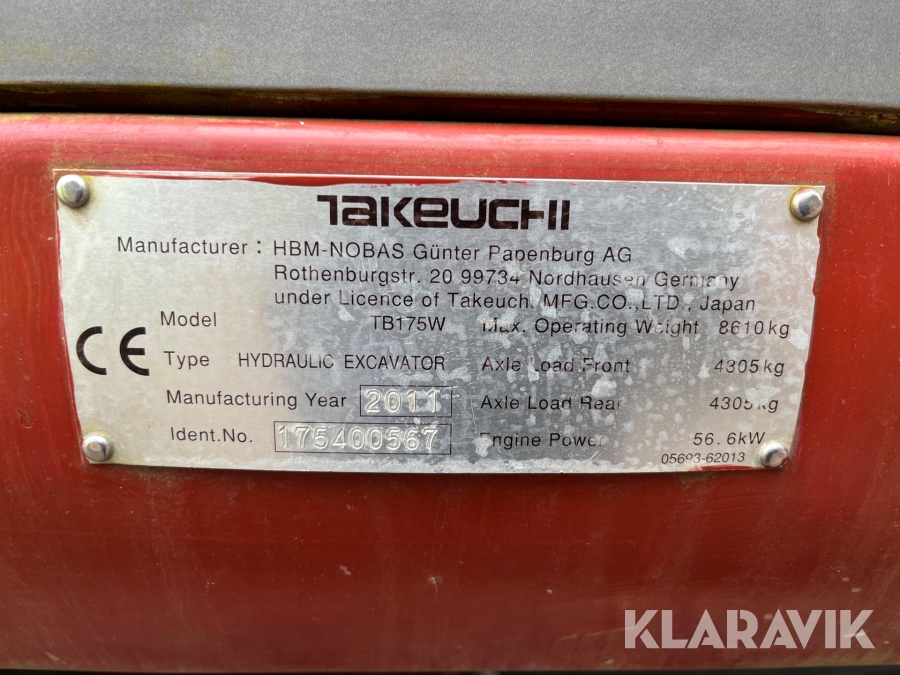 TAKEUCHI
Manufacturer : HBM-NOBAS Günter Papenburg AG
Rothenburgstr. 20 99734 Nordhausen Germany
under Licence of Takeuchi MFG.CO.,LTD., Japan
Model TB175W Max. Operating Weight 8610kg
CE Type HYDRAULIC EXCAVATOR Axle Load Front 4305kg
Manufacturing Year 2011 Axle Load Rear 4305kg
Ident.No. 175400567 Engine Power 56.6kW
05693-62013
KLARAVIK